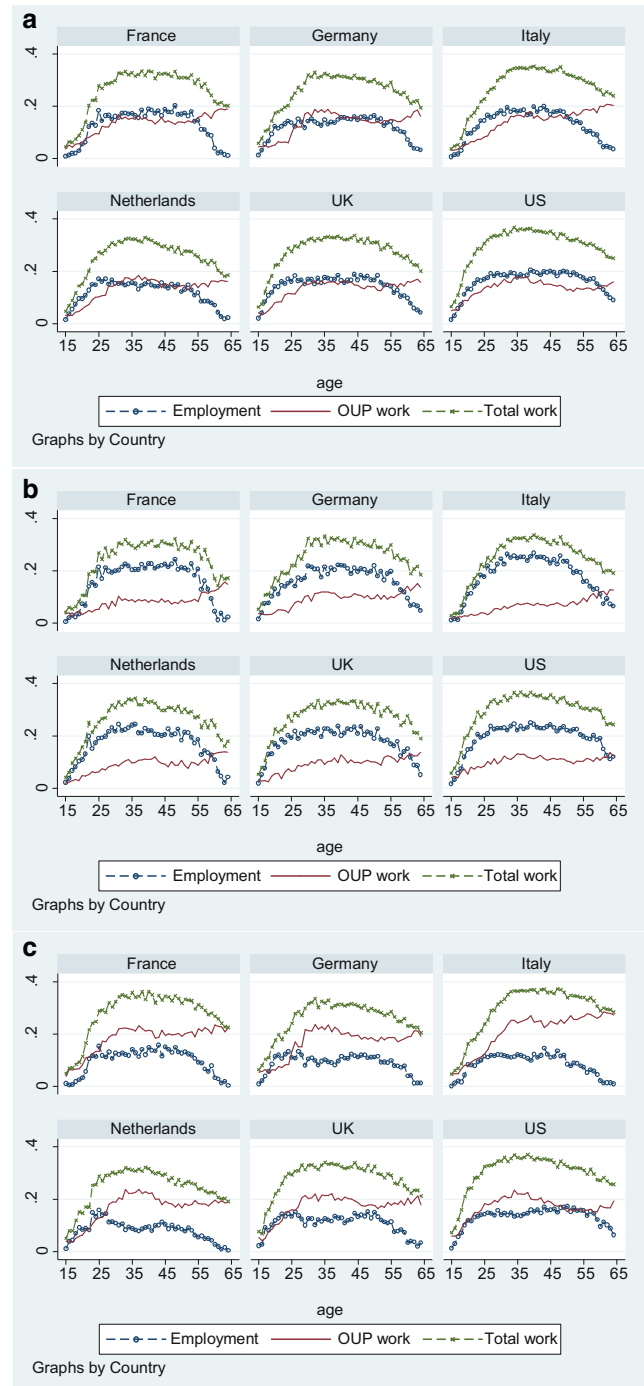 a
France Germany Italy
.4
.2
0
Netherlands UK US
.4
.2
0
15 25 35 45 55 65 15 25 35 45 55 65 15 25 35 45 55 65
age
Employment OUP work Total work
Graphs by Country
b
France Germany Italy
.4
.2
0
Netherlands UK US
.4
.2
0
15 25 35 45 55 65 15 25 35 45 55 65 15 25 35 45 55 65
age
Employment OUP work Total work
Graphs by Country
c
France Germany Italy
.4
.2
0
Netherlands UK US
.4
.2
0
15 25 35 45 55 65 15 25 35 45 55 65 15 25 35 45 55 65
age
Employment OUP work Total work
Graphs by Country